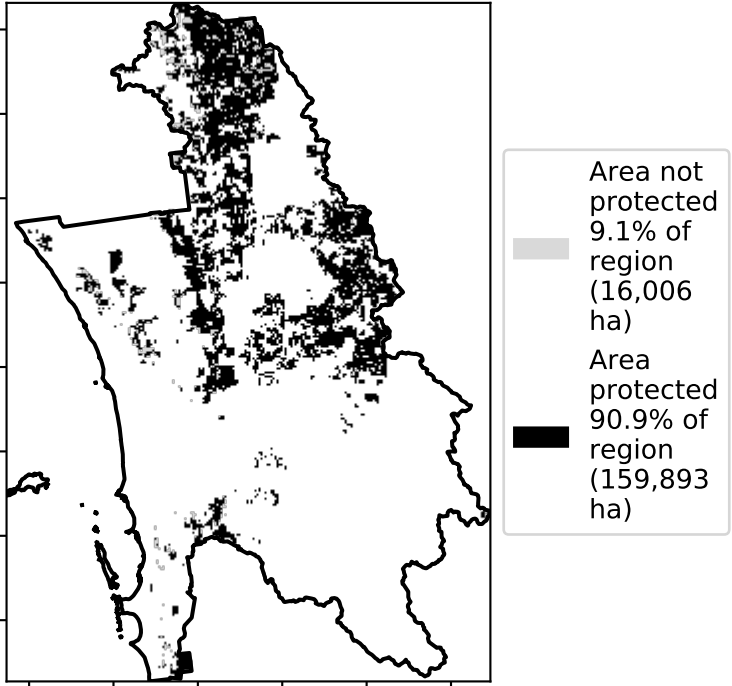 Area not
protected
9.1% of
region
(16,006
ha)
Area
protected
90.9% of
region
(159,893
ha)